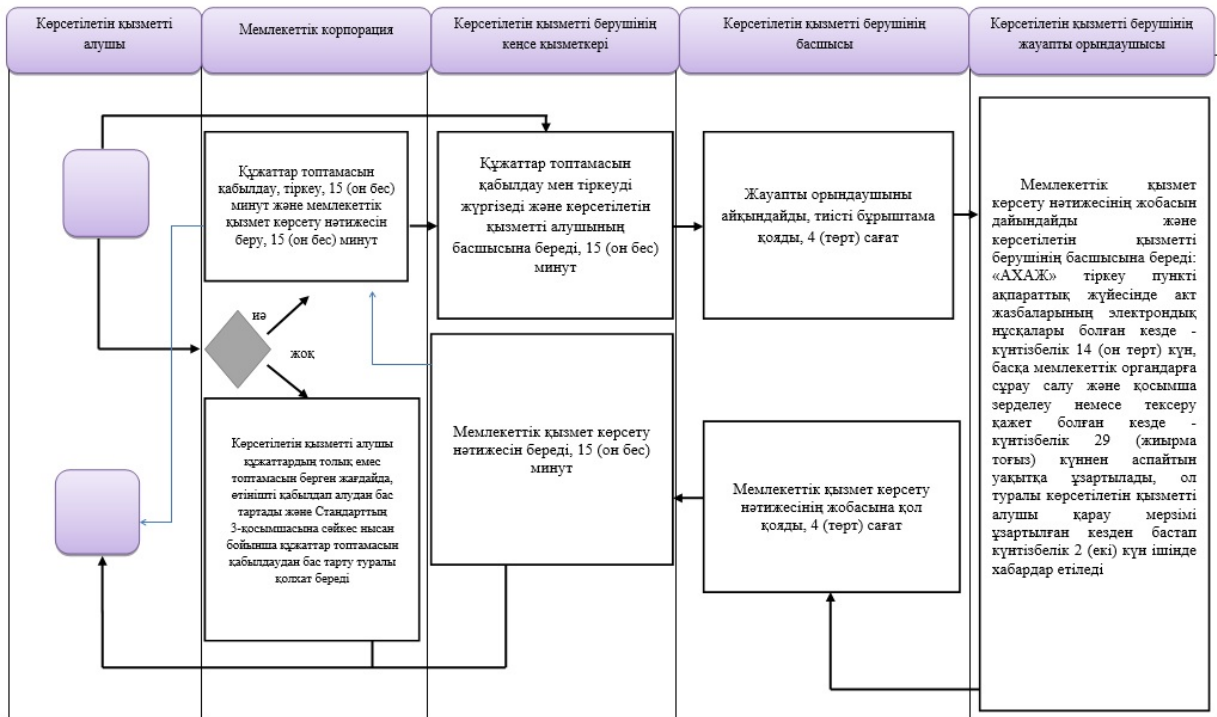 Көрсетілетін қызметті
алушы
Мемлекеттік корпорация
Көрсетілетін қызметті берушінің
кеңсе қызметкері
Көрсетілетін қызметті берушінің
басшысы
Көрсетілетін қызметті берушінің
жауапты орындаушысы
Құжаттар топтамасын
қабылдау, тіркеу, 15 (он бес)
минут және мемлекеттік
қызмет көрсету нәтижесін
беру, 15 (он бес) минут
Құжаттар топтамасын
қабылдау мен тіркеуді
жүргізеді және көрсетілетін
қызметті алушының
басшысына береді, 15 (он бес)
минут
Жауапты орындаушыны
айқындайды, тиісті бұрыштама
қояды, 4 (төрт) сағат
Мемлекеттік қызмет
көрсету нәтижесінің жобасын
дайындайды және
көрсетілетін қызметті
берушінің басшысына береді:
«АХАЖ» тіркеу пункті
ақпараттық жүйесінде акт
жазбаларының электрондық
нұсқалары болған кезде -
күнтізбелік 14 (он төрт) күн,
басқа мемлекеттік органдарға
сұрау салу және қосымша
зерделеу немесе тексеру
қажет болған кезде -
күнтізбелік 29 (жиырма
тоғыз) күннен аспайтын
уақытқа ұзартылады, ол
туралы көрсетілетін қызметті
алушы қарау мерзімі
ұзартылған кезден бастап
күнтізбелік 2 (екі) күн ішінде
хабардар етіледі
иә
жоқ
Көрсетілетін қызметті алушы
құжаттардың толық емес
топтамасын берген жағдайда,
өтінішті қабылдап алудан бас
тартады және Стандарттың
3-қосымшасына сәйкес нысан
бойынша құжаттар топтамасын
қабылдаудан бас тарту туралы
қолхат береді
Мемлекеттік қызмет көрсету
нәтижесін береді, 15 (он бес)
минут
Мемлекеттік қызмет көрсету
нәтижесінің жобасына қол
қояды, 4 (төрт) сағат